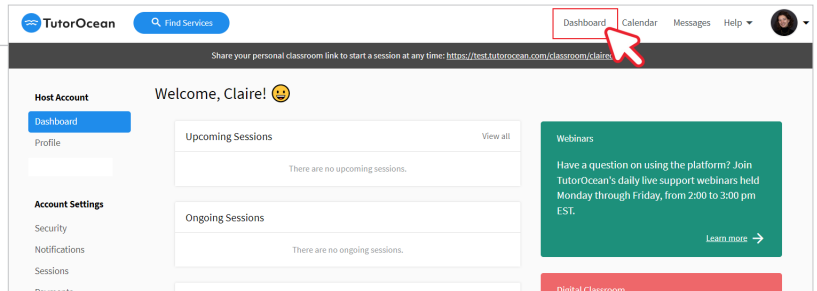 TutorOcean
Find Services
Dashboard
Calendar
Messages
Help
Share your personal classroom link to start a session at any time: https://test.tutorocean.com/classroom/claire
Host Account
Dashboard
Profile
Account Settings
Security
Notifications
Sessions
Payments
Welcome, Claire! 😀
Upcoming Sessions
View all
There are no upcoming sessions.
Ongoing Sessions
There are no ongoing sessions.
Webinars
Have a question on using the platform? Join
TutorOcean's daily live support webinars held
Monday through Friday, from 2:00 to 3:00 pm
EST.
Learn more →
Digital Classroom